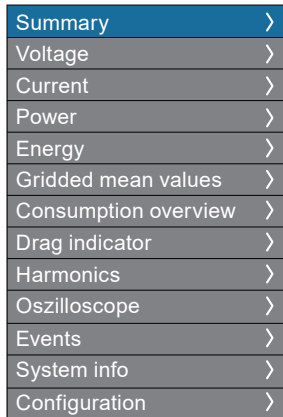 Summary
Voltage
Current
Power
Energy
Gridded mean values
Consumption overview
Drag indicator
Harmonics
Oszilloscope
Events
System info
Configuration